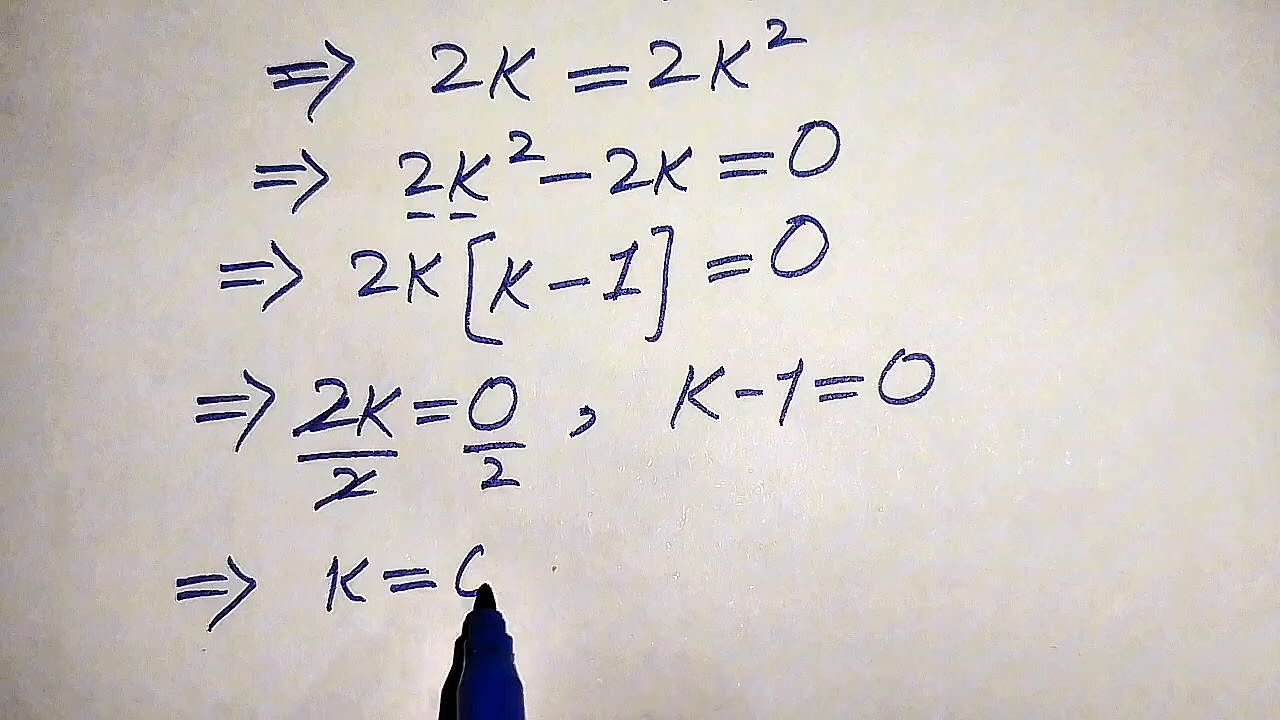 ⇒ 2K = 2K²
⇒ 2K² - 2K = 0
⇒ 2K [K - 1] = 0
⇒ 2K/2 = 0/2 , K - 1 = 0
⇒ K =